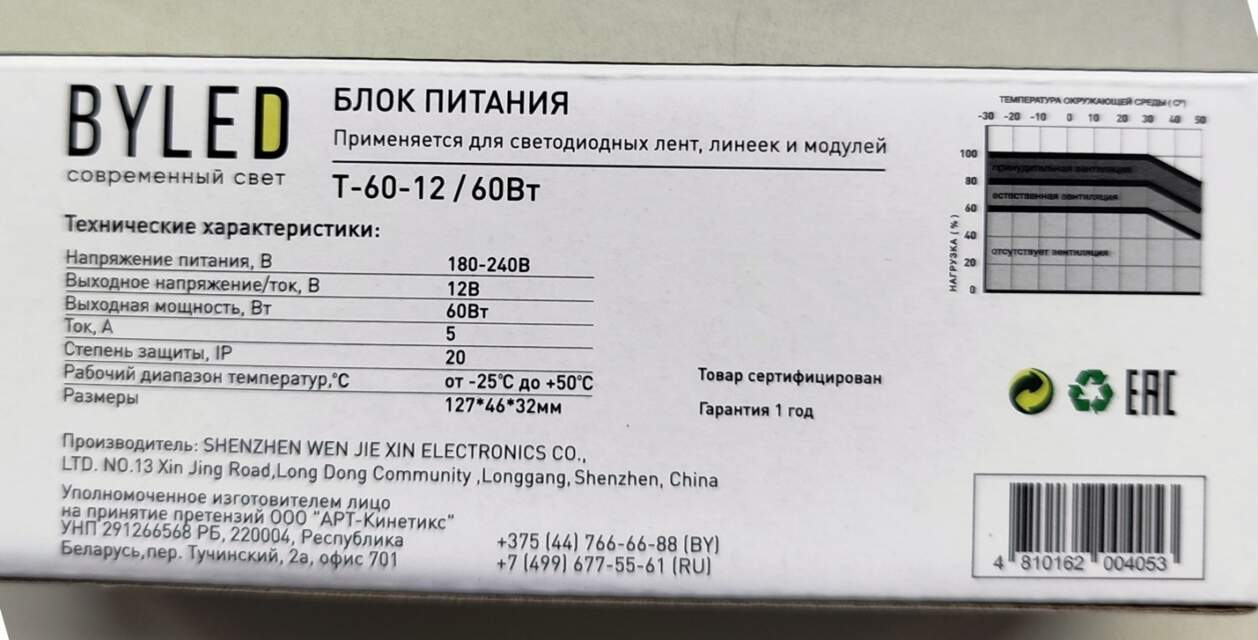 BYLED
современный свет
БЛОК ПИТАНИЯ
Применяется для светодиодных лент, линеек и модулей
Т-60-12 / 60Вт
Технические характеристики:
Напряжение питания, В 180-240В
Выходное напряжение/ток, В 12В
Выходная мощность, Вт 60Вт
Ток, А 5
Степень защиты, IP 20
Рабочий диапазон температур,°С от -25°С до +50°С
Размеры 127*46*32мм
ТЕМПЕРАТУРА ОКРУЖАЮЩЕЙ СРЕДЫ ( С°)
-30 -20 -10 0 10 20 30 40 50
НАГРУЗКА (%)
100
80
60
40
20
0
принудительная вентиляция
естественная вентиляция
отсутствует вентиляция
Товар сертифицирован
Гарантия 1 год
EAC
Производитель: SHENZHEN WEN JIE XIN ELECTRONICS CO.,
LTD. NO.13 Xin Jing Road,Long Dong Community ,Longgang, Shenzhen, China
Уполномоченное изготовителем лицо
на принятие претензий ООО "АРТ-Кинетикс"
УНП 291266568 РБ, 220004, Республика
Беларусь,пер. Тучинский, 2а, офис 701
+375 (44) 766-66-88 (BY)
+7 (499) 677-55-61 (RU)
4 810162 004053